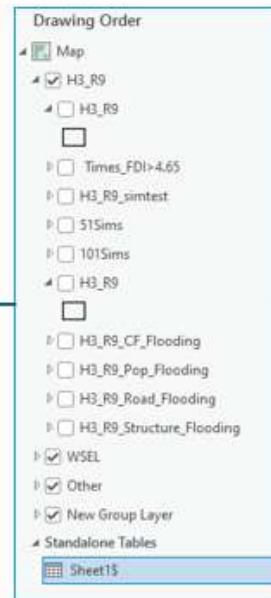 Drawing Order
Map
H3_R9
H3_R9
Times_FDI>4.65
H3_R9_simtest
51Sims
101Sims
H3_R9
H3_R9_CF_Flooding
H3_R9_Pop_Flooding
H3_R9_Road_Flooding
H3_R9_Structure_Flooding
WSEL
Other
New Group Layer
Standalone Tables
Sheet1$